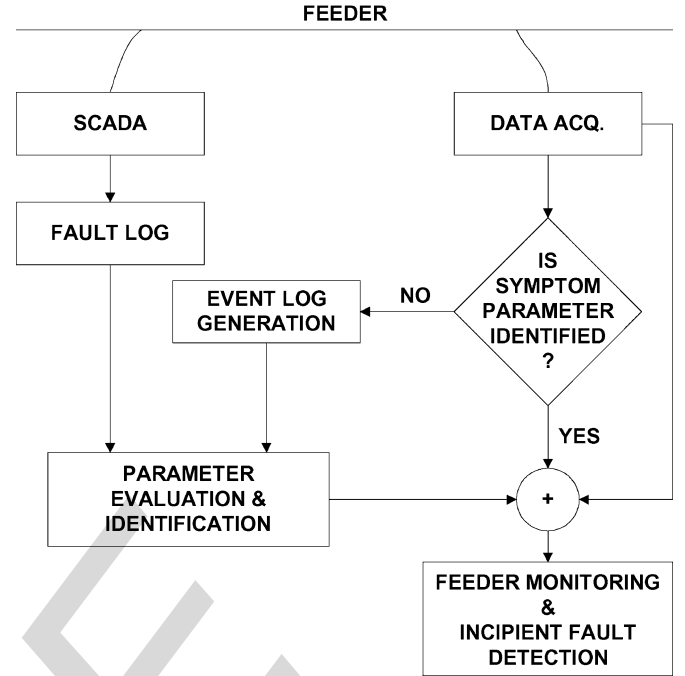 FEEDER
SCADA
DATA ACQ.
FAULT LOG
IS
SYMPTOM
PARAMETER
IDENTIFIED
?
NO
EVENT LOG
GENERATION
YES
PARAMETER
EVALUATION &
IDENTIFICATION
+
FEEDER MONITORING
&
INCIPIENT FAULT
DETECTION